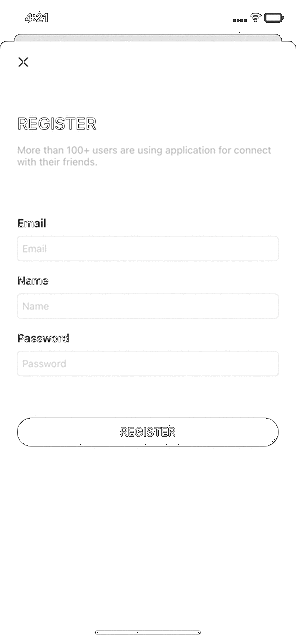 4:21
REGISTER
More than 100+ users are using application for connect
with their friends.
Email
Email
Name
Name
Password
Password
REGISTER